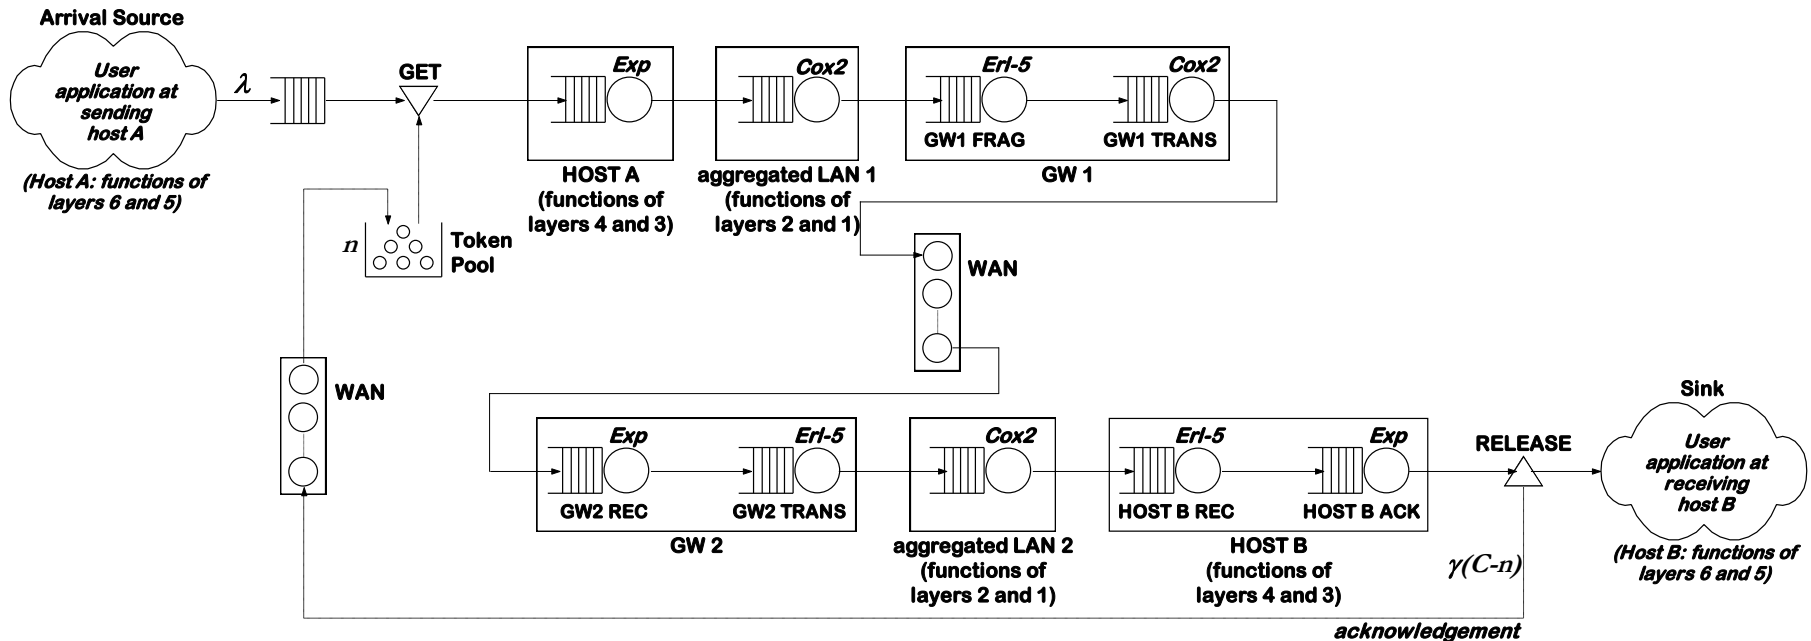 Arrival Source
User
application at
sending
host A
(Host A: functions of
layers 6 and 5)
λ
GET
n
Token
Pool
Exp
HOST A
(functions of
layers 4 and 3)
Cox2
aggregated LAN 1
(functions of
layers 2 and 1)
Erl-5
GW1 FRAG
Cox2
GW1 TRANS
GW 1
WAN
WAN
Exp
GW2 REC
Erl-5
GW2 TRANS
GW 2
Cox2
aggregated LAN 2
(functions of
layers 2 and 1)
Erl-5
HOST B REC
Exp
HOST B ACK
HOST B
(functions of
layers 4 and 3)
RELEASE
γ(C-n)
acknowledgement
Sink
User
application at
receiving
host B
(Host B: functions of
layers 6 and 5)